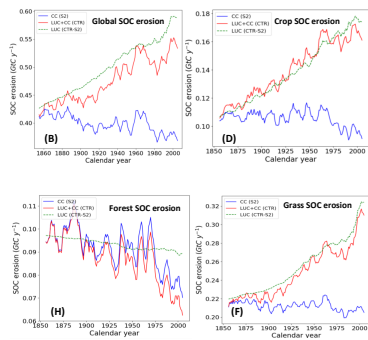 Global SOC erosion
CC (S2)
LUC+CC (CTR)
LUC (CTR-S2)
SOC erosion (GtC y⁻¹)
0.60
0.55
0.50
0.45
0.40
(B)
1860 1880 1900 1920 1940 1960 1980 2000
Calendar year
Crop SOC erosion
CC (S2)
LUC+CC (CTR)
LUC (CTR-S2)
SOC erosion (GtC y⁻¹)
0.18
0.16
0.14
0.12
0.10
(D)
1850 1875 1900 1925 1950 1975 2000
Calendar year
Forest SOC erosion
CC (S2)
LUC+CC (CTR)
LUC (CTR-S2)
SOC erosion (GtC y⁻¹)
0.11
0.10
0.09
0.08
0.07
0.06
(H)
1850 1875 1900 1925 1950 1975 2000
Calendar year
Grass SOC erosion
CC (S2)
LUC+CC (CTR)
LUC (CTR-S2)
SOC erosion (GtC y⁻¹)
0.32
0.30
0.28
0.26
0.24
0.22
0.20
(F)
1850 1875 1900 1925 1950 1975 2000
Calendar year